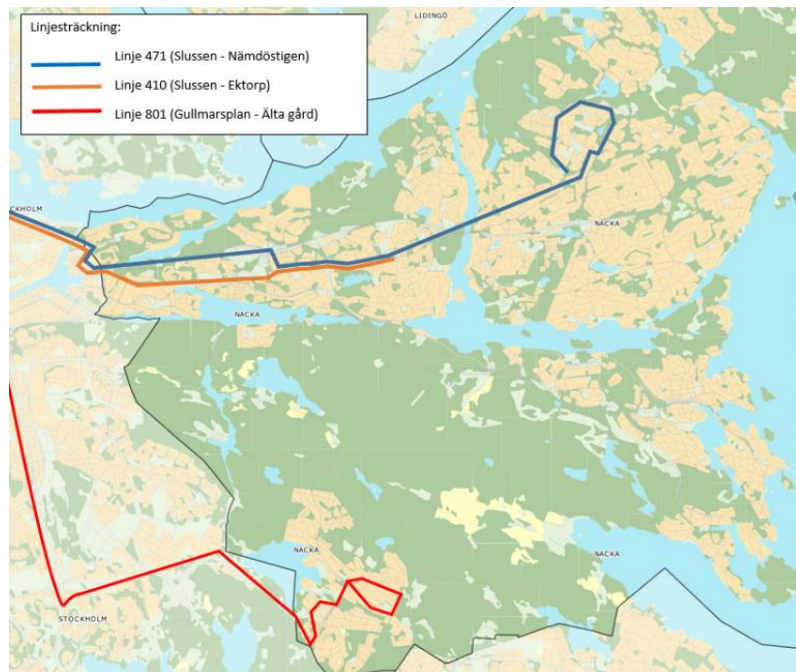 Linjesträckning:
Linje 471 (Slussen - Nämdöstigen)
Linje 410 (Slussen - Ektorp)
Linje 801 (Gullmarsplan - Älta gård)
LIDINGÖ
CKHOLM
NACKA
NACKA
NACKA
NACKA
STOCKHOLM